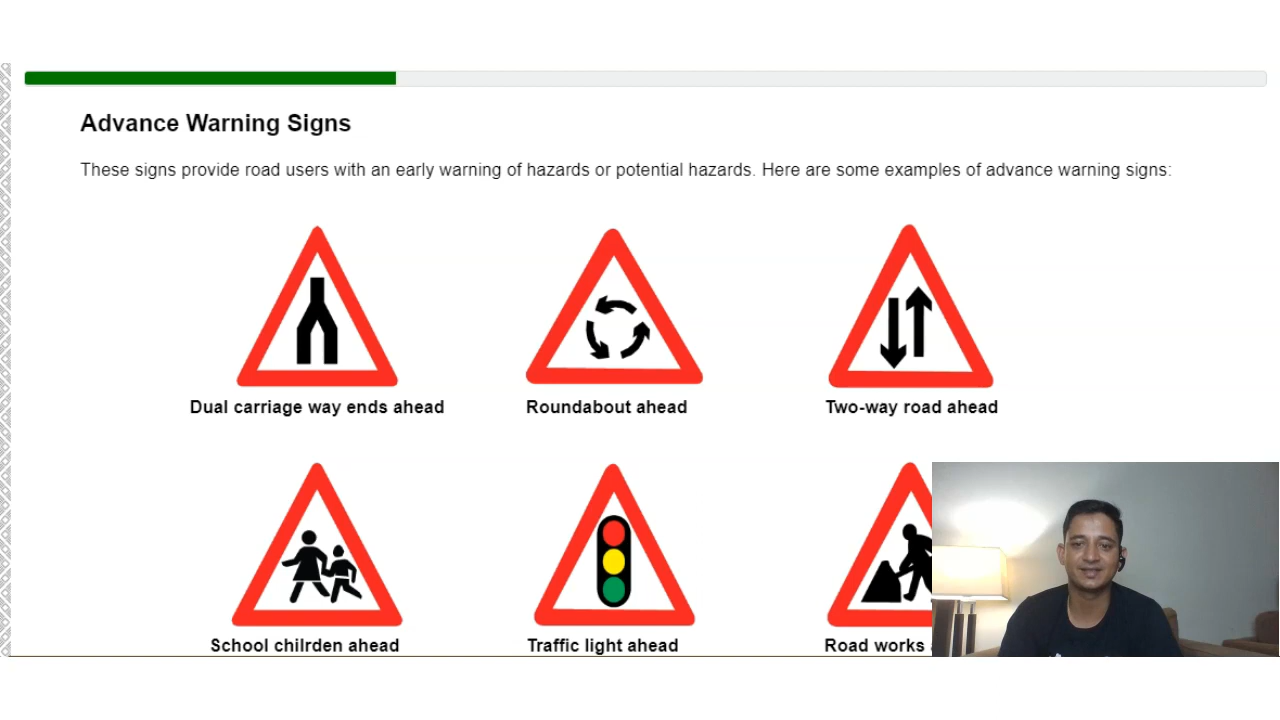 Advance Warning Signs
These signs provide road users with an early warning of hazards or potential hazards. Here are some examples of advance warning signs:
Dual carriage way ends ahead
Roundabout ahead
Two-way road ahead
School chilrden ahead
Traffic light ahead
Road works